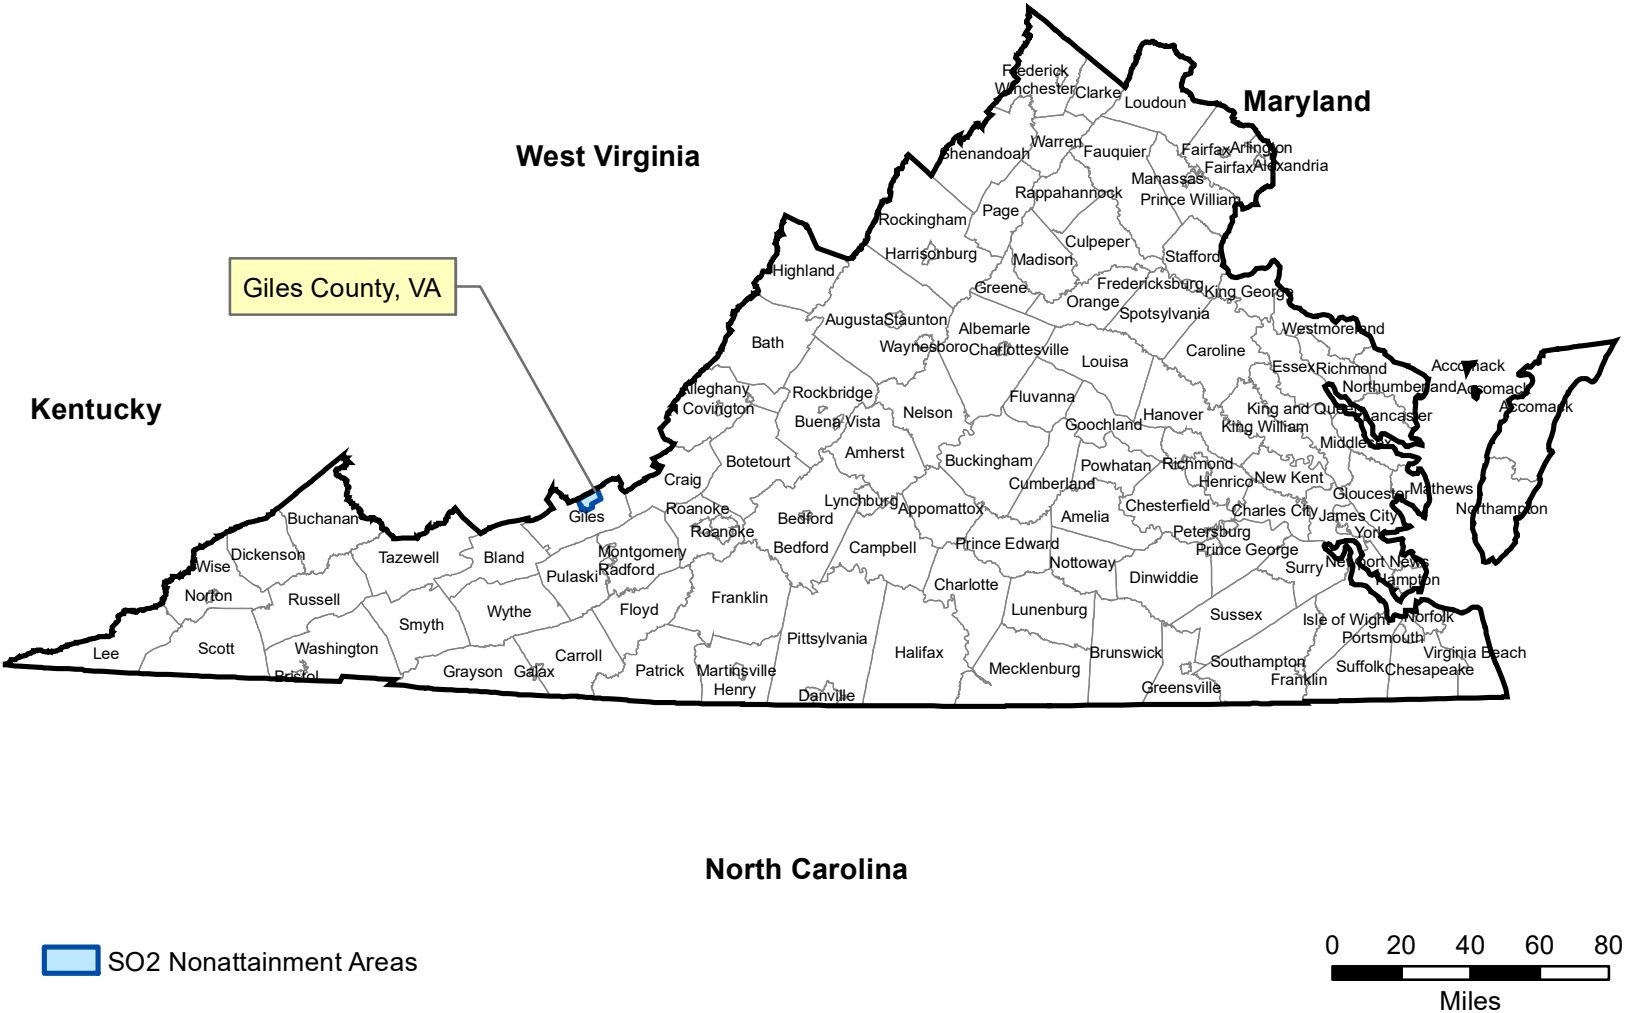 Frederick
Winchester
Clarke
Loudoun
Maryland
West Virginia
Warren
Shenandoah
Fauquier
Fairfax
Arlington
Fairfax
Alexandria
Manassas
Rappahannock
Prince William
Page
Rockingham
Culpeper
Harrisonburg
Madison
Stafford
Highland
Giles County, VA
Greene
Fredericksburg
King George
Orange
Spotsylvania
Augusta
Staunton
Albemarle
Westmoreland
Bath
Waynesboro
Charlottesville
Louisa
Caroline
Essex
Richmond
Accomack
Northumberland
Accomack
Alleghany
Rockbridge
Fluvanna
Kentucky
Covington
Nelson
King and Queen
Lancaster
Accomack
Buena Vista
Goochland
Hanover
King William
Middlesex
Amherst
Botetourt
Buckingham
Powhatan
Richmond
Craig
Cumberland
Henrico
New Kent
Gloucester
Mathews
Lynchburg
Appomattox
Chesterfield
Charles City
James City
Northampton
Roanoke
Giles
Bedford
Amelia
Buchanan
Roanoke
Petersburg
York
Prince Edward
Prince George
Dickenson
Tazewell
Bland
Montgomery
Bedford
Campbell
Nottoway
Surry
Newport News
Wise
Radford
Pulaski
Dinwiddie
Hampton
Charlotte
Norton
Russell
Franklin
Wythe
Floyd
Lunenburg
Sussex
Isle of Wight
Norfolk
Smyth
Pittsylvania
Portsmouth
Lee
Scott
Washington
Carroll
Halifax
Brunswick
Virginia Beach
Bristol
Grayson
Galax
Patrick
Martinsville
Mecklenburg
Southampton
Suffolk
Chesapeake
Henry
Danville
Greensville
Franklin
North Carolina
SO2 Nonattainment Areas
0 20 40 60 80
Miles